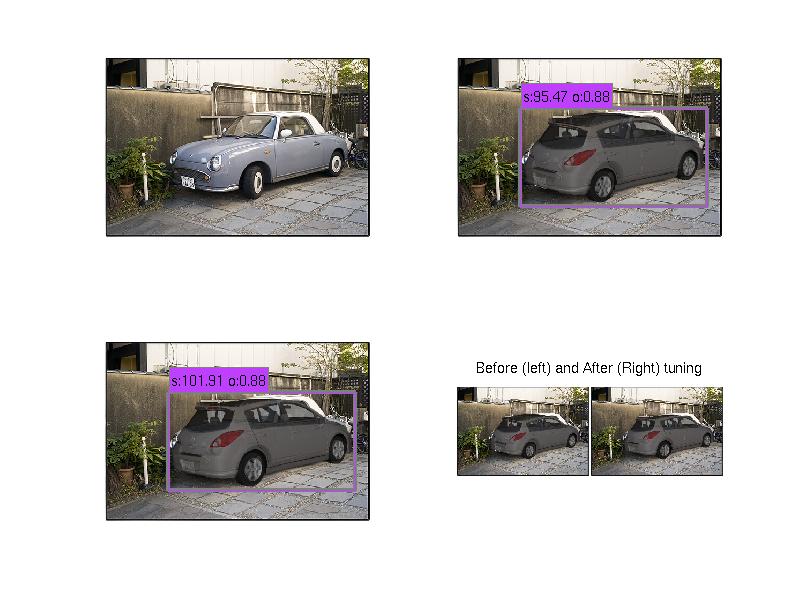 s:95.47 o:0.88
s:101.91 o:0.88
Before (left) and After (Right) tuning